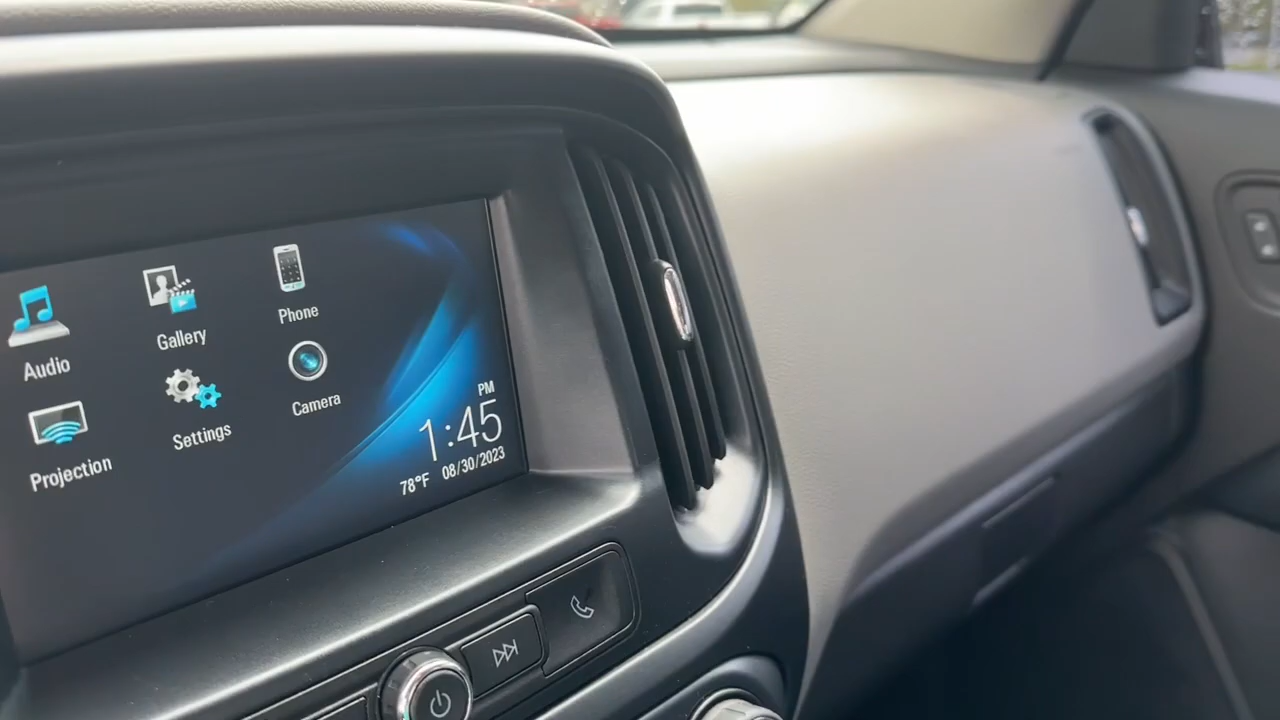 Audio
Gallery
Phone
Projection
Settings
Camera
PM
1:45
78°F 08/30/2023